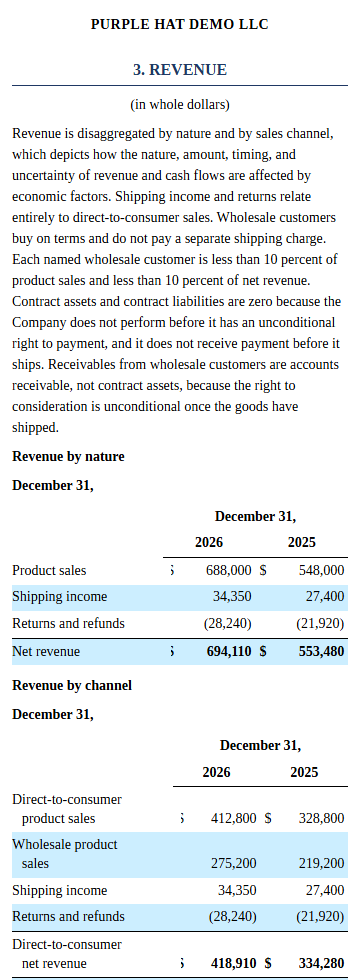 PURPLE HAT DEMO LLC
3. REVENUE
(in whole dollars)
Revenue is disaggregated by nature and by sales channel,
which depicts how the nature, amount, timing, and
uncertainty of revenue and cash flows are affected by
economic factors. Shipping income and returns relate
entirely to direct-to-consumer sales. Wholesale customers
buy on terms and do not pay a separate shipping charge.
Each named wholesale customer is less than 10 percent of
product sales and less than 10 percent of net revenue.
Contract assets and contract liabilities are zero because the
Company does not perform before it has an unconditional
right to payment, and it does not receive payment before it
ships. Receivables from wholesale customers are accounts
receivable, not contract assets, because the right to
consideration is unconditional once the goods have
shipped.
Revenue by nature
December 31,
December 31,
2026 2025
Product sales $ 688,000 $ 548,000
Shipping income 34,350 27,400
Returns and refunds (28,240) (21,920)
Net revenue $ 694,110 $ 553,480
Revenue by channel
December 31,
December 31,
2026 2025
Direct-to-consumer
product sales $ 412,800 $ 328,800
Wholesale product
sales 275,200 219,200
Shipping income 34,350 27,400
Returns and refunds (28,240) (21,920)
Direct-to-consumer
net revenue $ 418,910 $ 334,280